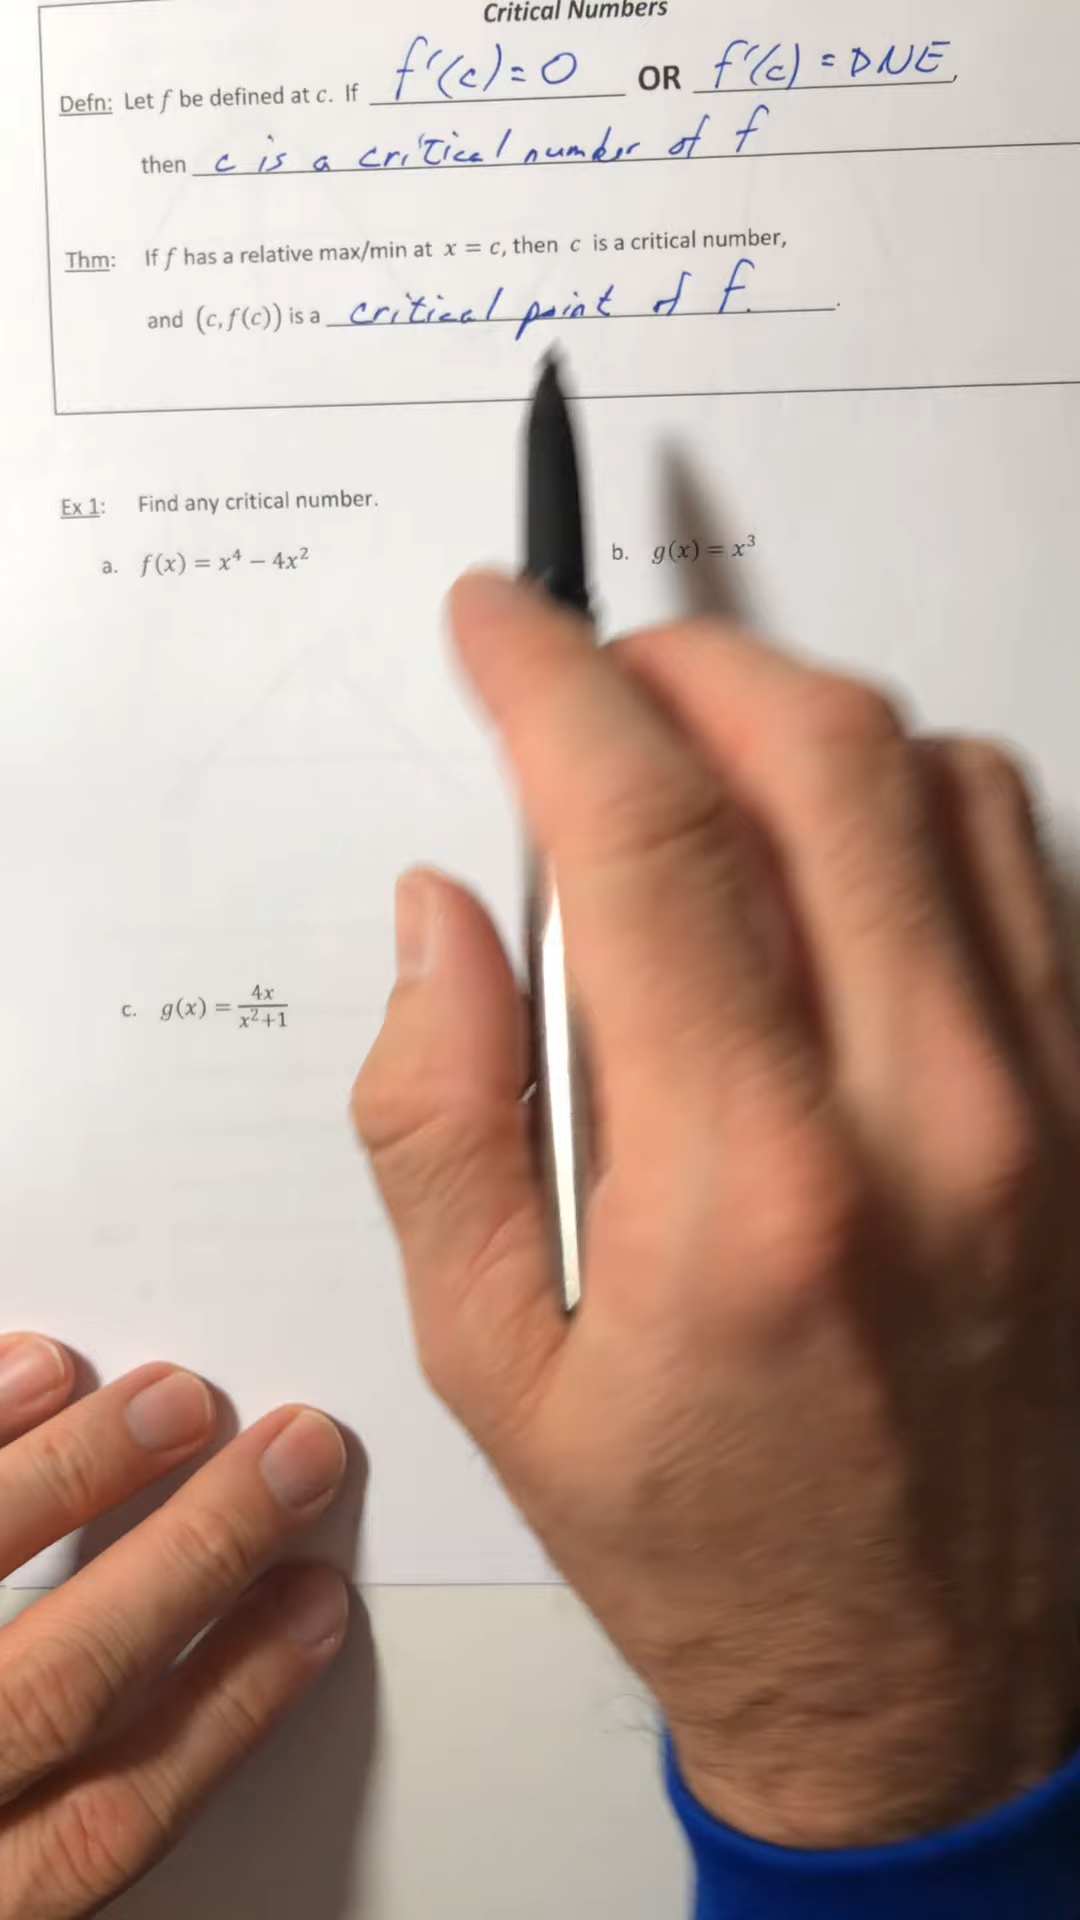 Critical Numbers
Defn: Let f be defined at c. If f'(c)=0 OR f'(c) = DNE,
then c is a critical number of f
Thm: If f has a relative max/min at x = c, then c is a critical number,
and (c, f(c)) is a critical point of f.
Ex 1: Find any critical number.
a. f(x) = x⁴ − 4x²
b. g(x) = x³
c. g(x) = 4x/(x²+1)